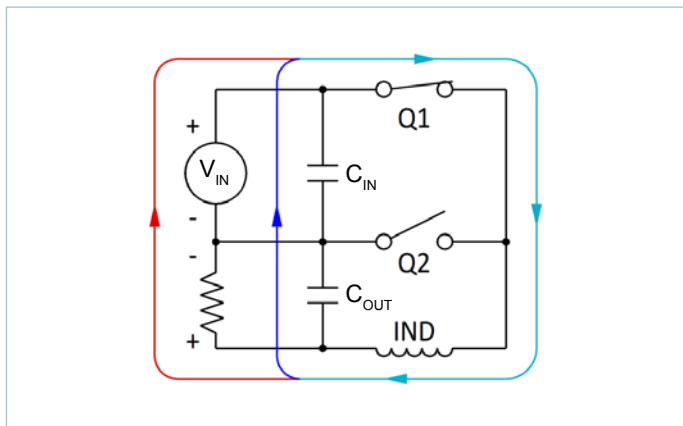 Q1
+
V_IN
C_IN
-
-
Q2
C_OUT
IND
+